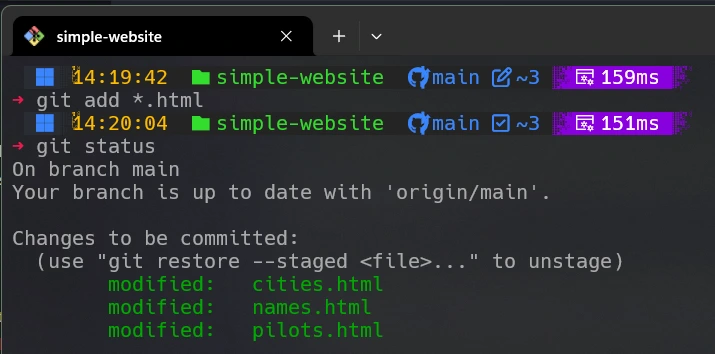 simple-website
14:19:42 simple-website main ~3 159ms
➜ git add *.html
14:20:04 simple-website main ~3 151ms
➜ git status
On branch main
Your branch is up to date with 'origin/main'.
Changes to be committed:
(use "git restore --staged <file>..." to unstage)
modified: cities.html
modified: names.html
modified: pilots.html